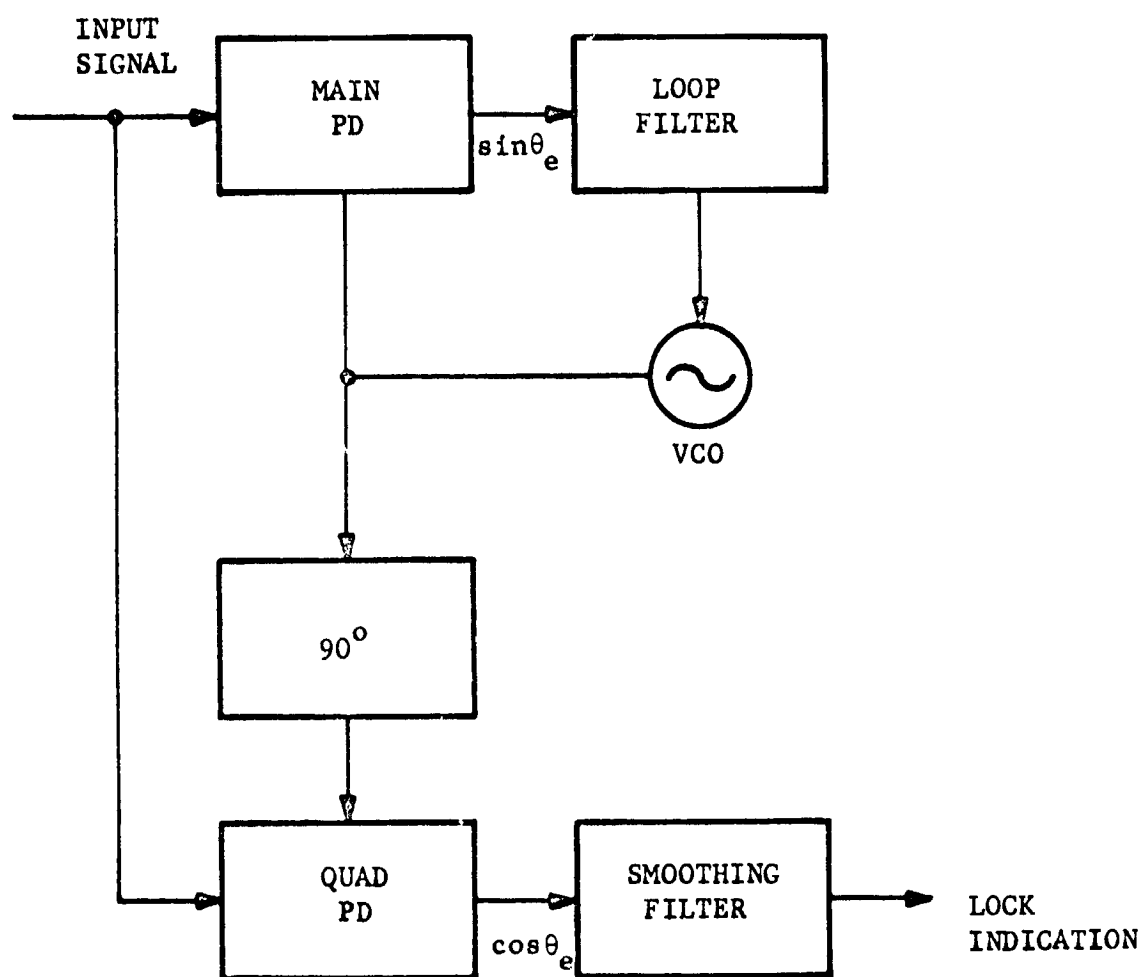 INPUT
SIGNAL
MAIN
PD
sinθe
LOOP
FILTER
VCO
90°
QUAD
PD
cosθe
SMOOTHING
FILTER
LOCK
INDICATION